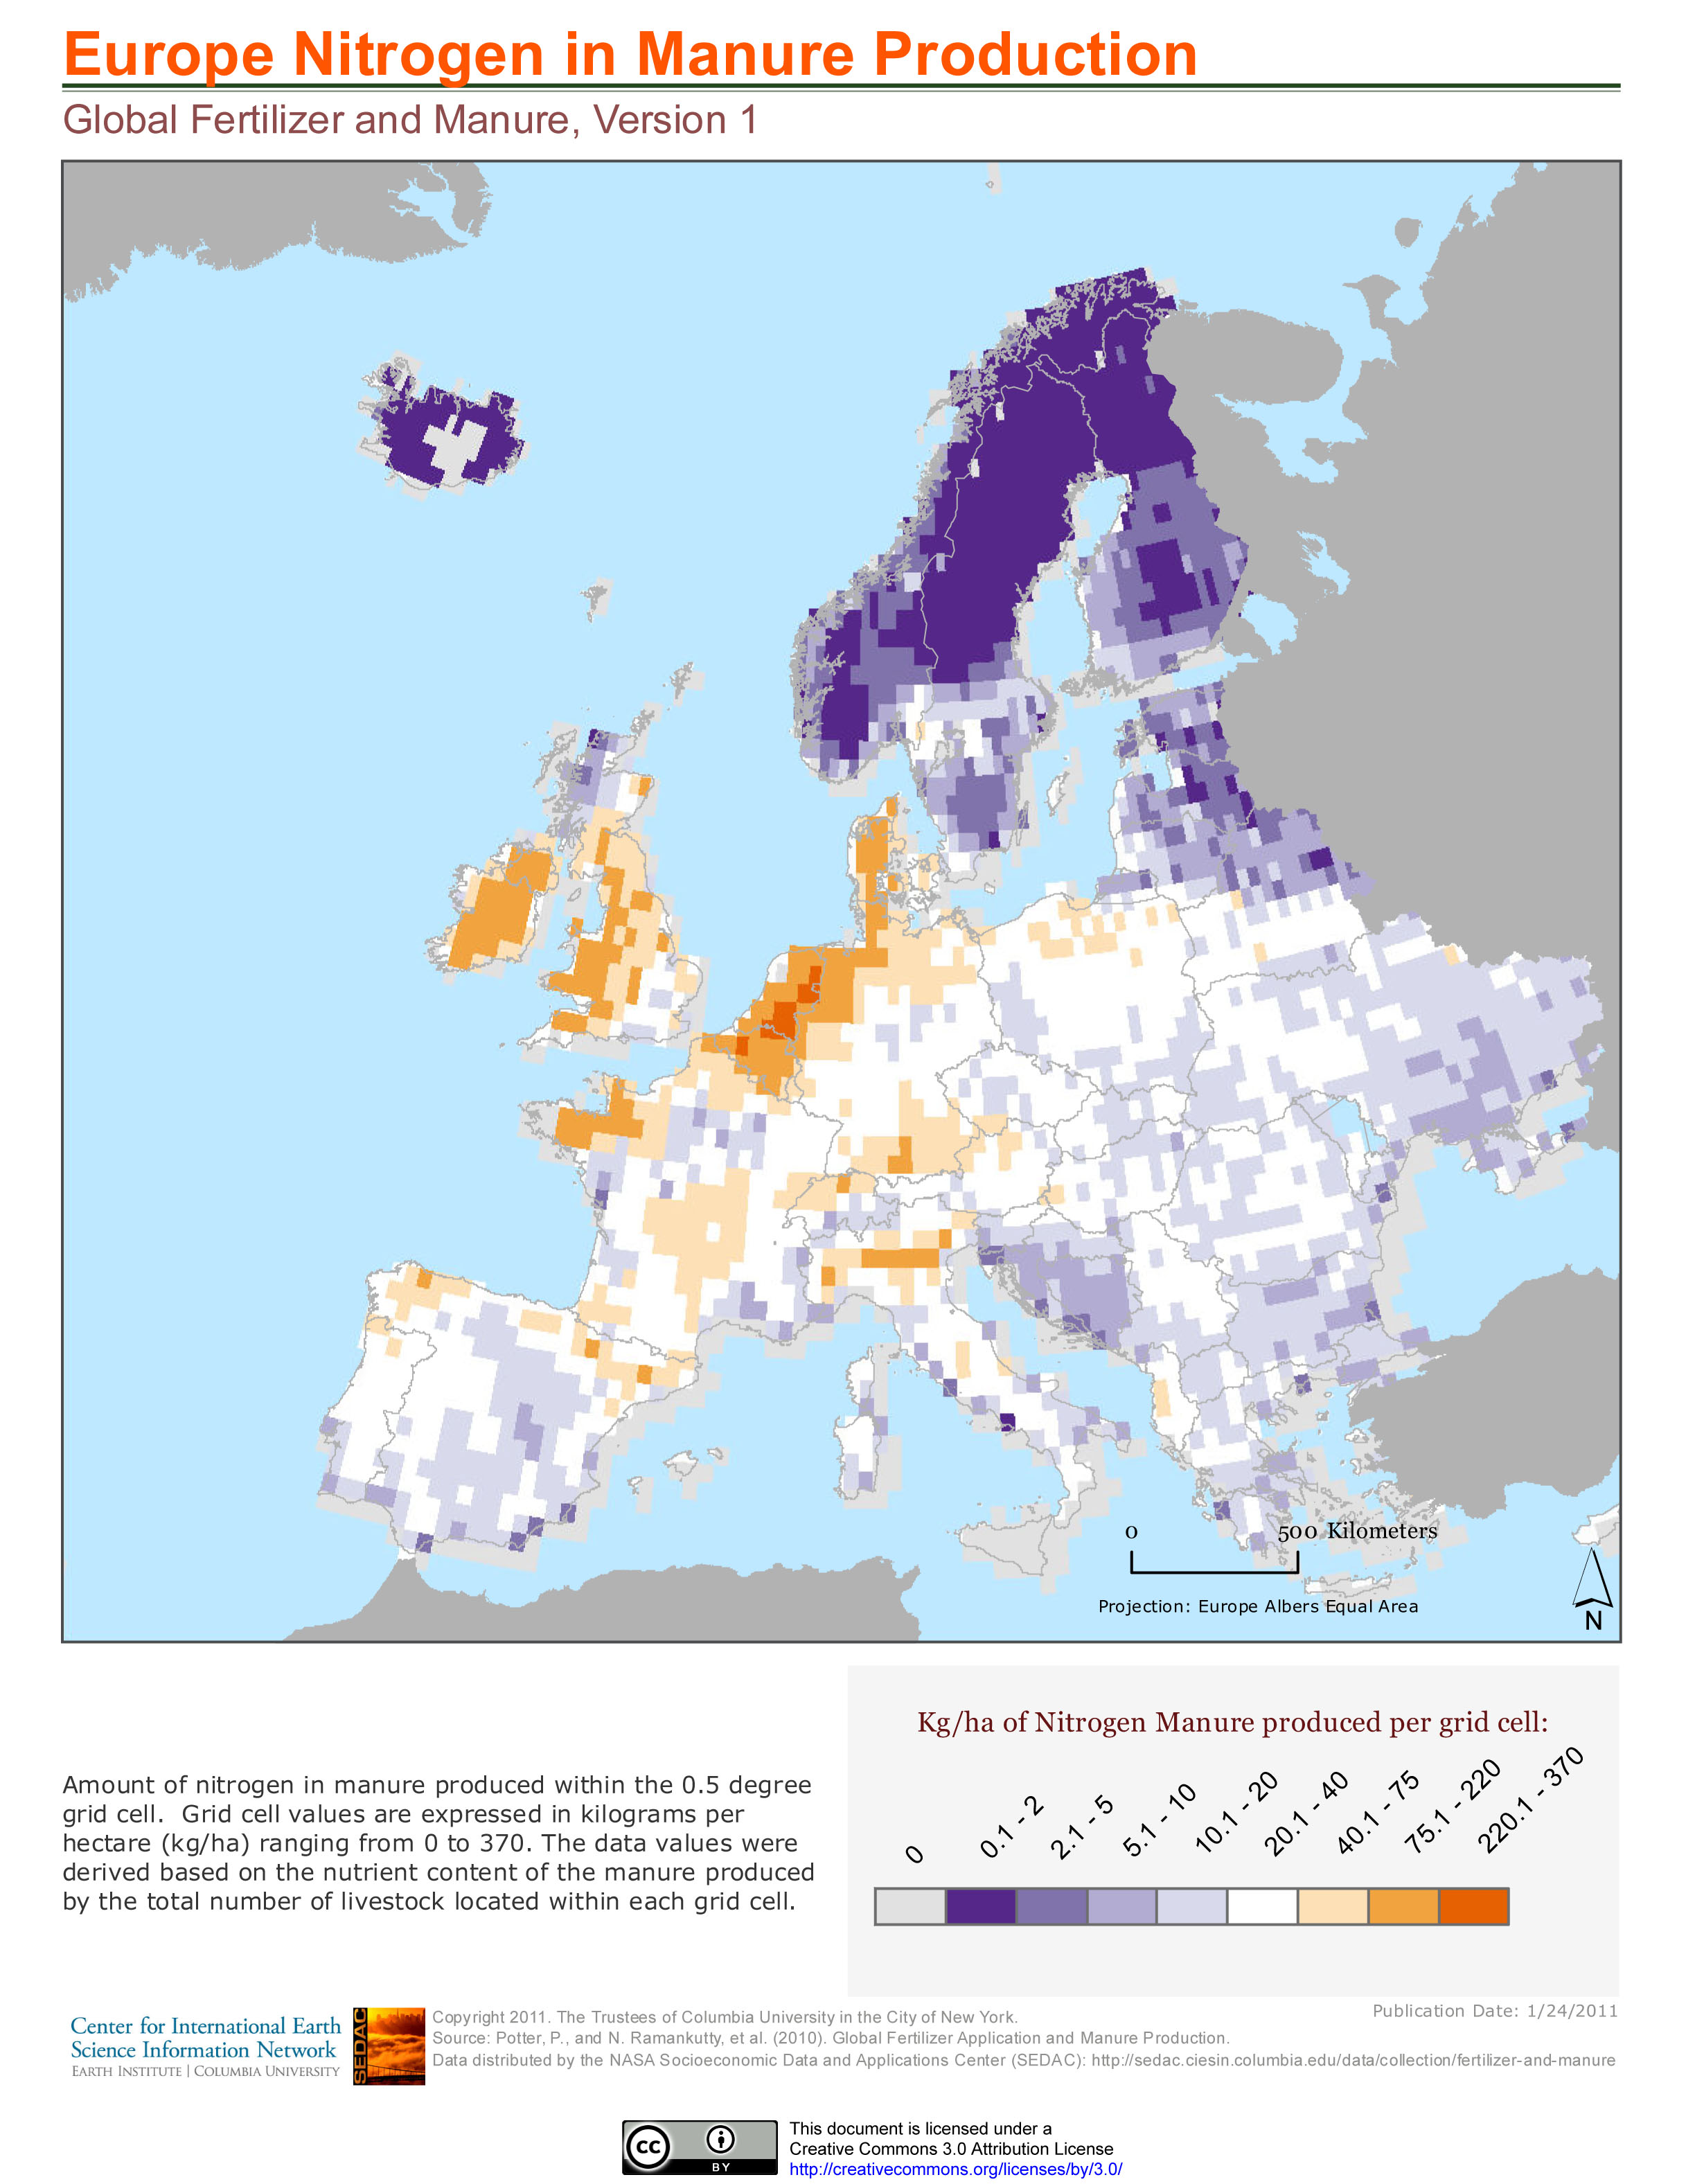 Europe Nitrogen in Manure Production
Global Fertilizer and Manure, Version 1
0 500 Kilometers
Projection: Europe Albers Equal Area
N
Kg/ha of Nitrogen Manure produced per grid cell:
0 0.1 - 2 2.1 - 5 5.1 - 10 10.1 - 20 20.1 - 40 40.1 - 75 75.1 - 220 220.1 - 370
Amount of nitrogen in manure produced within the 0.5 degree
grid cell. Grid cell values are expressed in kilograms per
hectare (kg/ha) ranging from 0 to 370. The data values were
derived based on the nutrient content of the manure produced
by the total number of livestock located within each grid cell.
Center for International Earth
Science Information Network
EARTH INSTITUTE | COLUMBIA UNIVERSITY
SEDAC
Copyright 2011. The Trustees of Columbia University in the City of New York.
Source: Potter, P., and N. Ramankutty, et al. (2010). Global Fertilizer Application and Manure Production.
Data distributed by the NASA Socioeconomic Data and Applications Center (SEDAC): http://sedac.ciesin.columbia.edu/data/collection/fertilizer-and-manure
Publication Date: 1/24/2011
cc
BY
This document is licensed under a
Creative Commons 3.0 Attribution License
http://creativecommons.org/licenses/by/3.0/